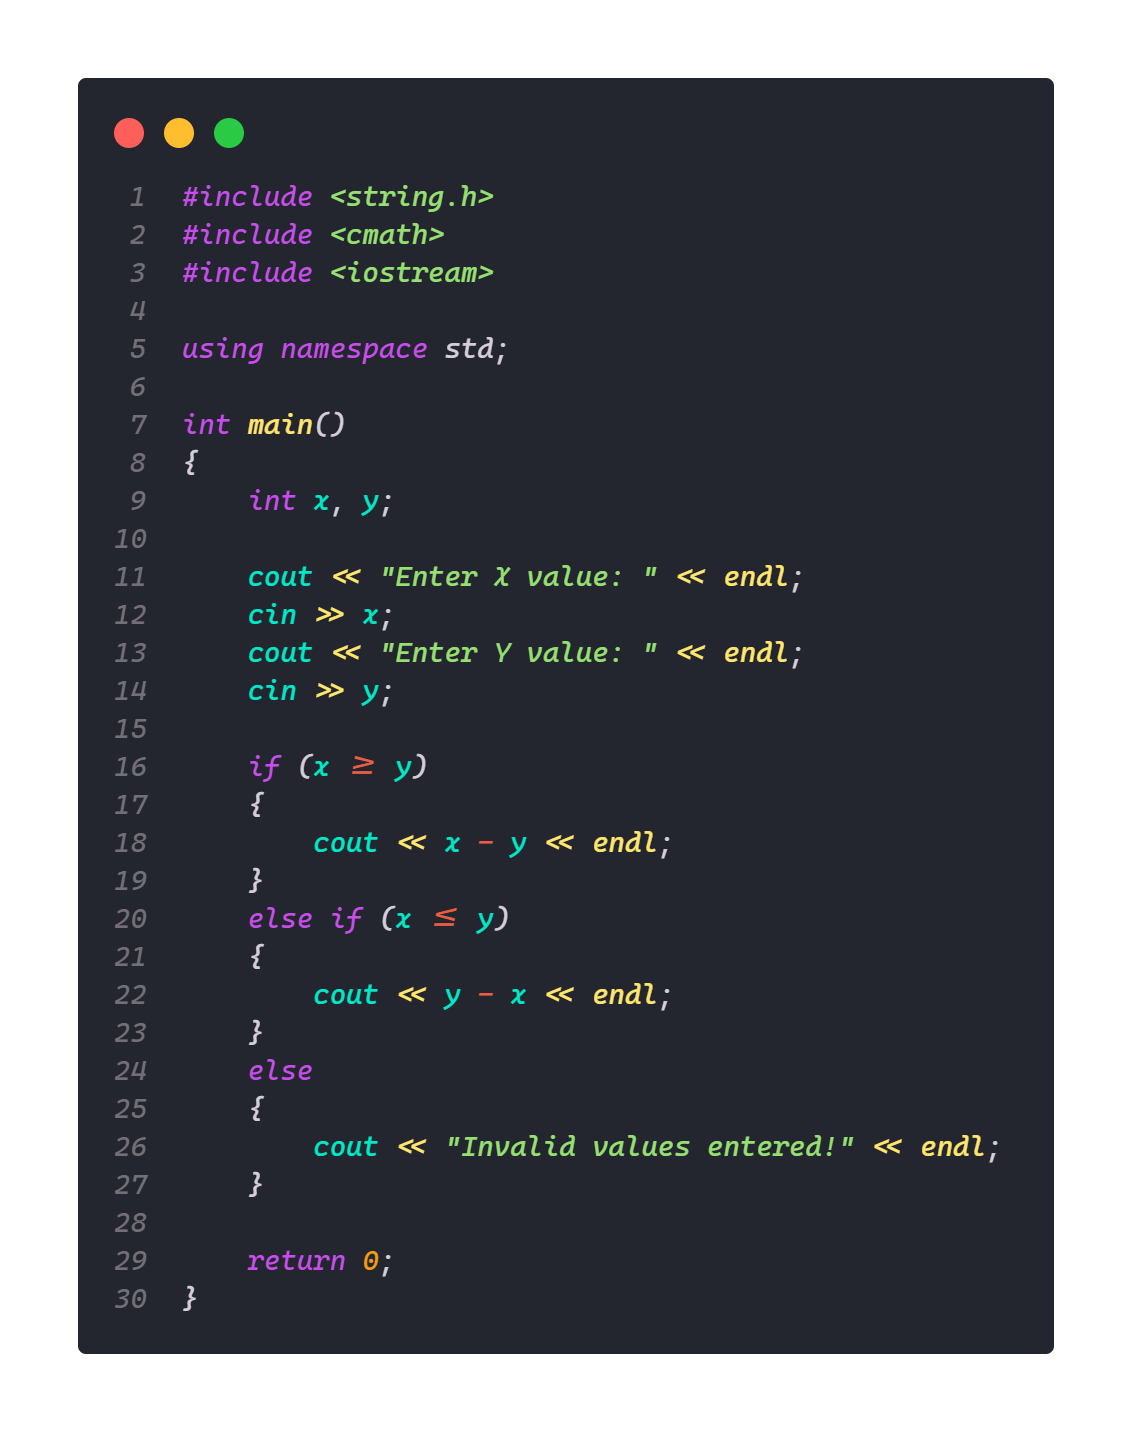 1 #include <string.h>
2 #include <cmath>
3 #include <iostream>
4
5 using namespace std;
6
7 int main()
8 {
9     int x, y;
10
11     cout << "Enter X value: " << endl;
12     cin >> x;
13     cout << "Enter Y value: " << endl;
14     cin >> y;
15
16     if (x >= y)
17     {
18         cout << x - y << endl;
19     }
20     else if (x <= y)
21     {
22         cout << y - x << endl;
23     }
24     else
25     {
26         cout << "Invalid values entered!" << endl;
27     }
28
29     return 0;
30 }